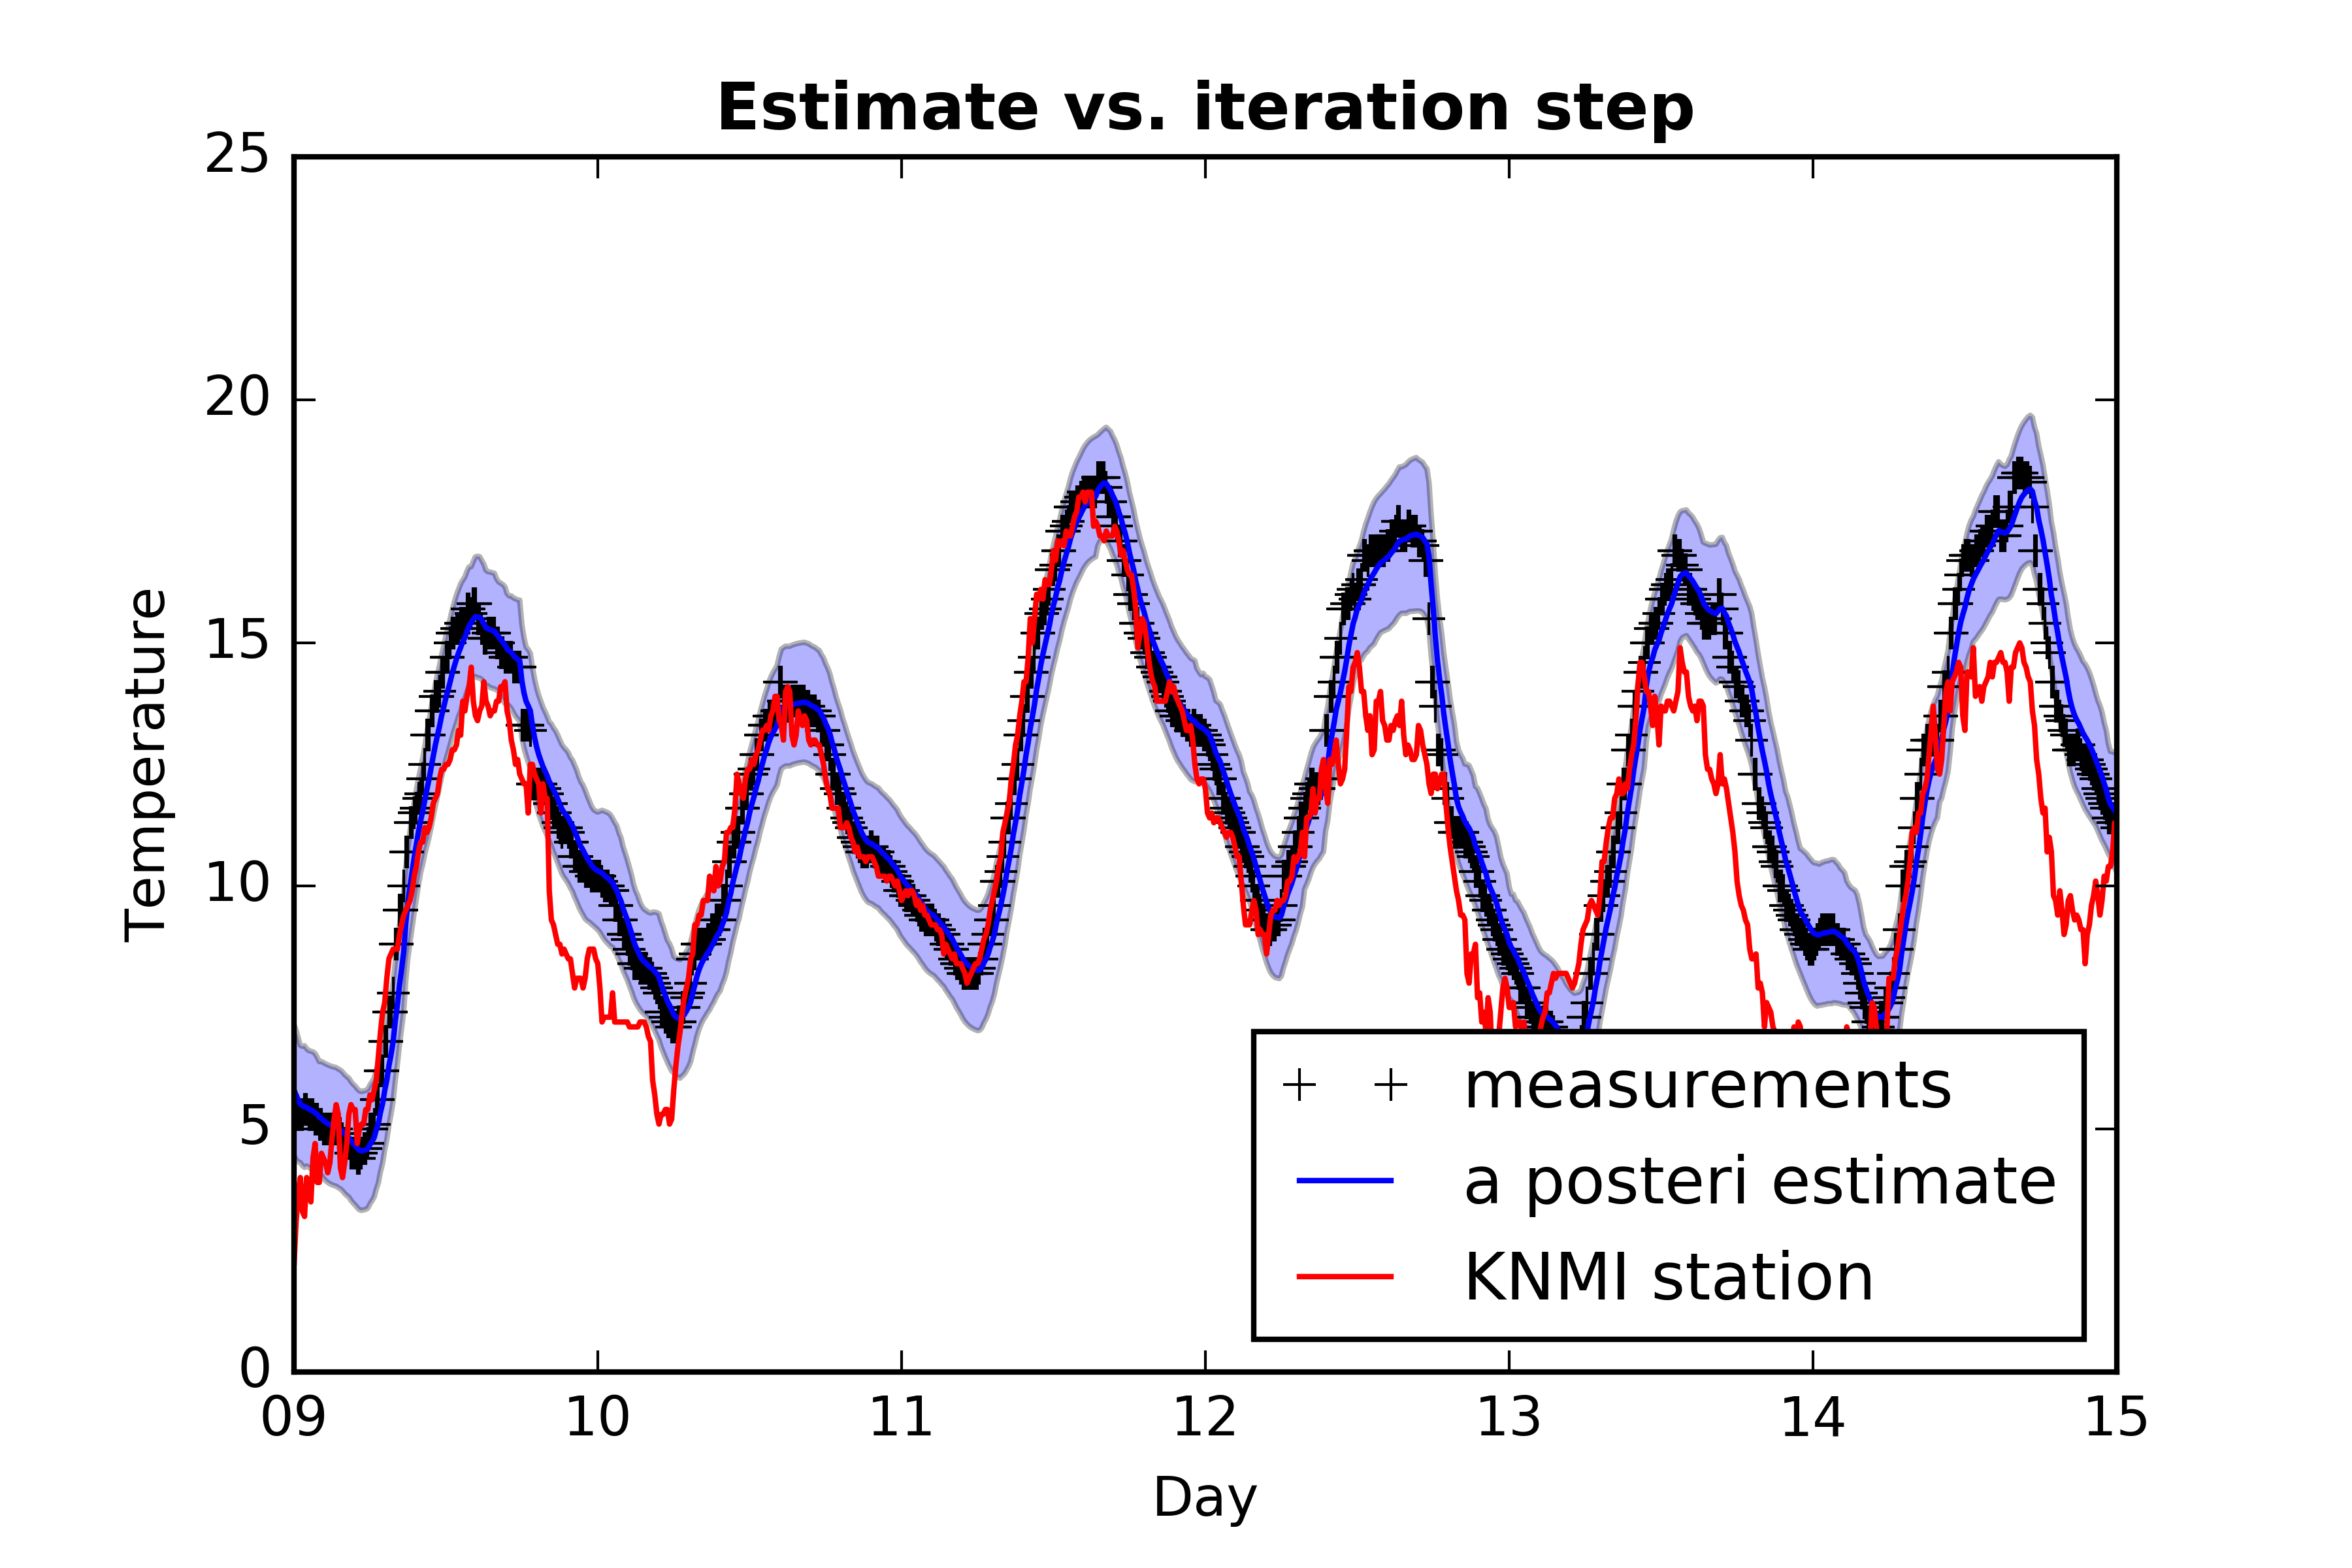 Estimate vs. iteration step
25
20
15
10
5
0
Temperature
09 10 11 12 13 14 15
Day
measurements
a posteri estimate
KNMI station